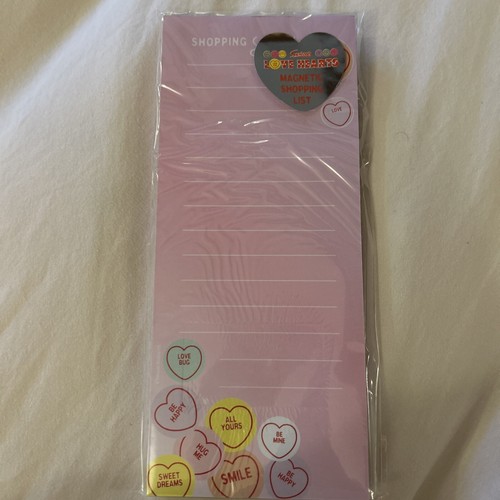 SHOPPING
Swizzels
LOVE HEARTS
MAGNETIC
SHOPPING
LIST
LOVE
LOVE
BUG
BE
HAPPY
ALL
YOURS
BE
MINE
HUG
ME
SWEET
DREAMS
SMILE
BE
HAPPY